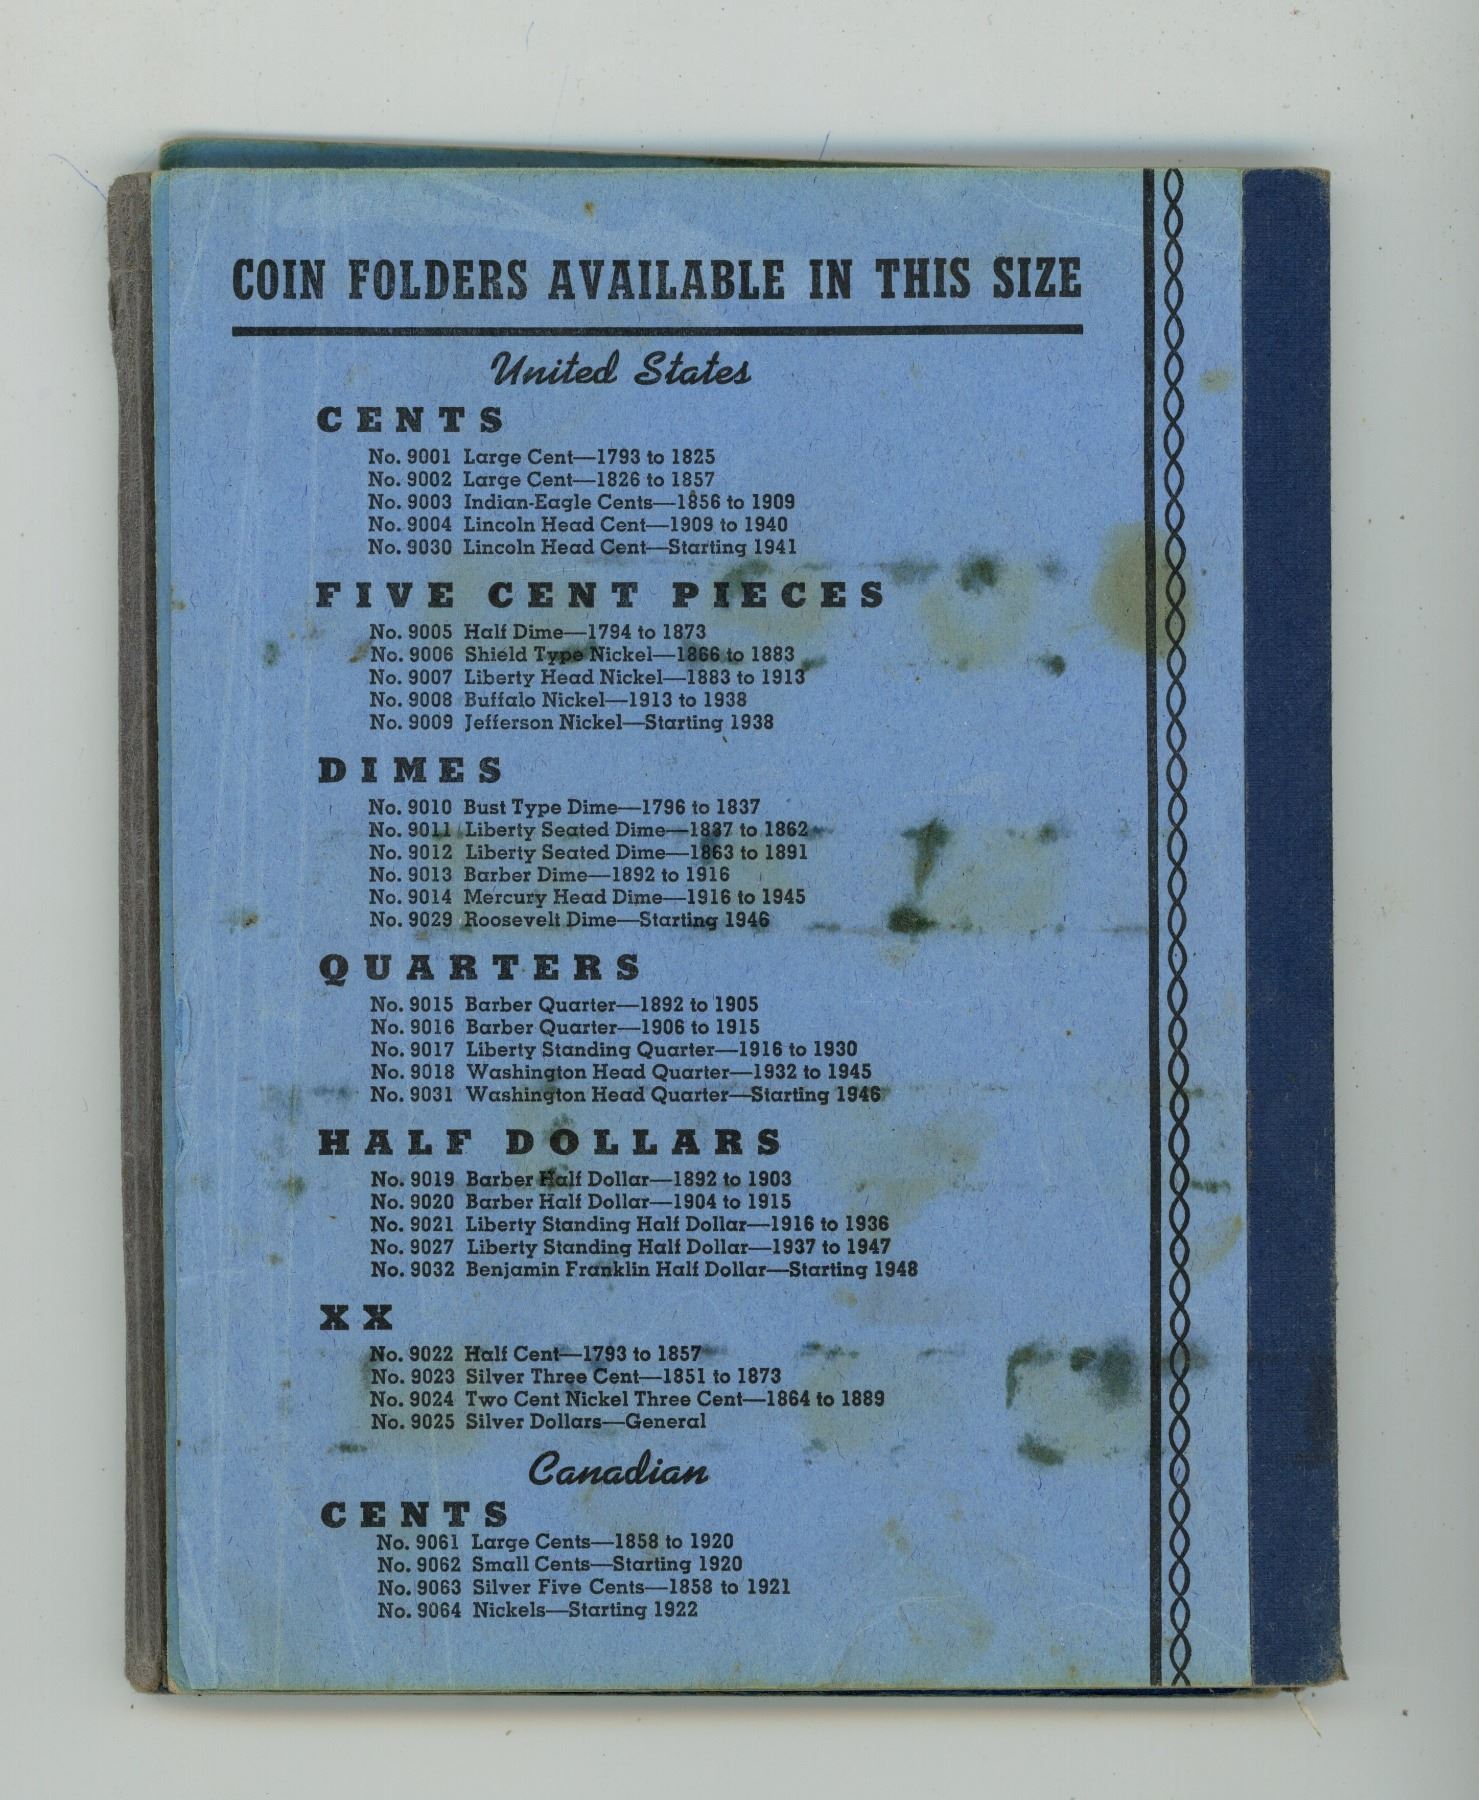 COIN FOLDERS AVAILABLE IN THIS SIZE
United States
CENTS
No. 9001 Large Cent—1793 to 1825
No. 9002 Large Cent—1826 to 1857
No. 9003 Indian-Eagle Cents—1856 to 1909
No. 9004 Lincoln Head Cent—1909 to 1940
No. 9030 Lincoln Head Cent—Starting 1941
FIVE CENT PIECES
No. 9005 Half Dime—1794 to 1873
No. 9006 Shield Type Nickel—1866 to 1883
No. 9007 Liberty Head Nickel—1883 to 1913
No. 9008 Buffalo Nickel—1913 to 1938
No. 9009 Jefferson Nickel—Starting 1938
DIMES
No. 9010 Bust Type Dime—1796 to 1837
No. 9011 Liberty Seated Dime—1837 to 1862
No. 9012 Liberty Seated Dime—1863 to 1891
No. 9013 Barber Dime—1892 to 1916
No. 9014 Mercury Head Dime—1916 to 1945
No. 9029 Roosevelt Dime—Starting 1946
QUARTERS
No. 9015 Barber Quarter—1892 to 1905
No. 9016 Barber Quarter—1906 to 1915
No. 9017 Liberty Standing Quarter—1916 to 1930
No. 9018 Washington Head Quarter—1932 to 1945
No. 9031 Washington Head Quarter—Starting 1946
HALF DOLLARS
No. 9019 Barber Half Dollar—1892 to 1903
No. 9020 Barber Half Dollar—1904 to 1915
No. 9021 Liberty Standing Half Dollar—1916 to 1936
No. 9027 Liberty Standing Half Dollar—1937 to 1947
No. 9032 Benjamin Franklin Half Dollar—Starting 1948
XX
No. 9022 Half Cent—1793 to 1857
No. 9023 Silver Three Cent—1851 to 1873
No. 9024 Two Cent Nickel Three Cent—1864 to 1889
No. 9025 Silver Dollars—General
Canadian
CENTS
No. 9061 Large Cents—1858 to 1920
No. 9062 Small Cents—Starting 1920
No. 9063 Silver Five Cents—1858 to 1921
No. 9064 Nickels—Starting 1922